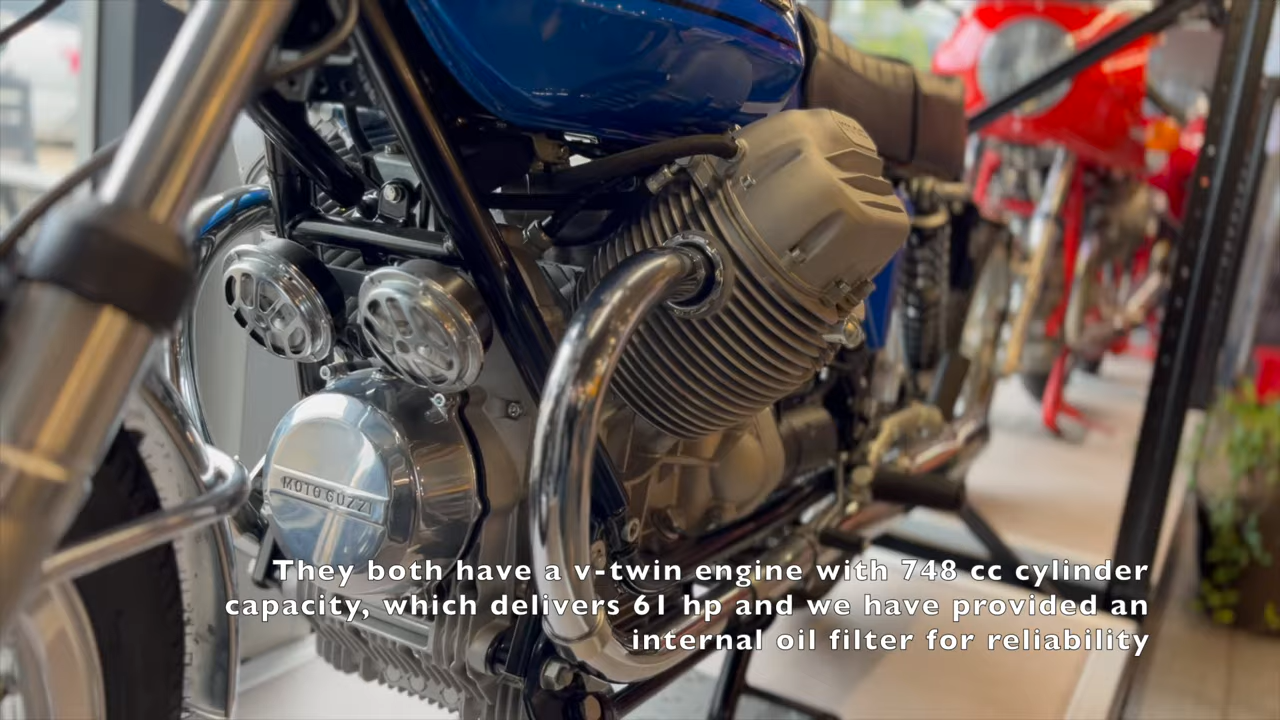 MOTO GUZZI
They both have a v-twin engine with 748 cc cylinder
capacity, which delivers 61 hp and we have provided an
internal oil filter for reliability